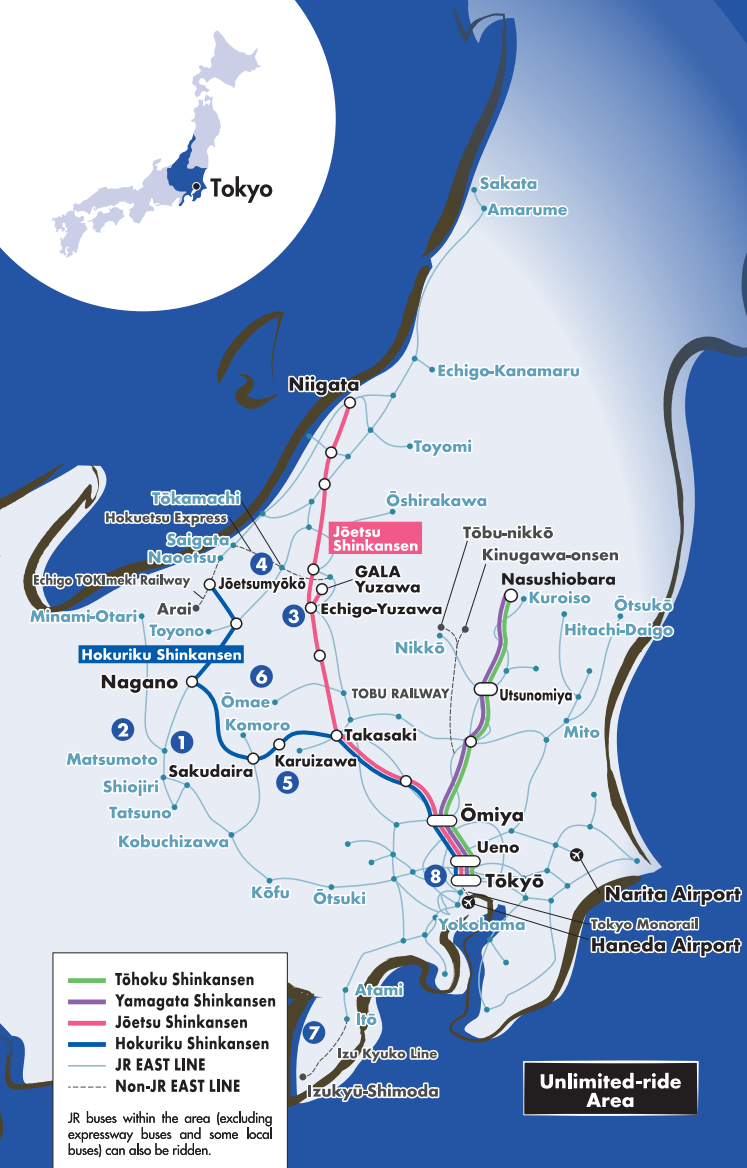 Tokyo
Sakata
Amarume
Echigo-Kanamaru
Niigata
Toyomi
Tōkamachi
Ōshirakawa
Hokuetsu Express
Jōetsu
Shinkansen
Tōbu-nikkō
Saigata
Kinugawa-onsen
Naoetsu
4
GALA
Yuzawa
Nasushiobara
Echigo TOKImeki Railway
Jōetsumyōkō
Kuroiso
Ōtsukō
Arai
3
Echigo-Yuzawa
Minami-Otari
Toyono
Hitachi-Daigo
Nikkō
Hokuriku Shinkansen
Nagano
6
TOBU RAILWAY
Utsunomiya
Ōmae
2
Komoro
Mito
1
Takasaki
Matsumoto
Karuizawa
Sakudaira
5
Shiojiri
Tatsuno
Ōmiya
Kobuchizawa
Ueno
8
Tōkyō
Kōfu
Ōtsuki
Narita Airport
Yokohama
Tokyo Monorail
Haneda Airport
Atami
Itō
7
Izu Kyuko Line
Izukyū-Shimoda
Tōhoku Shinkansen
Yamagata Shinkansen
Jōetsu Shinkansen
Hokuriku Shinkansen
JR EAST LINE
Non-JR EAST LINE
JR buses within the area (excluding
expressway buses and some local
buses) can also be ridden.
Unlimited-ride
Area